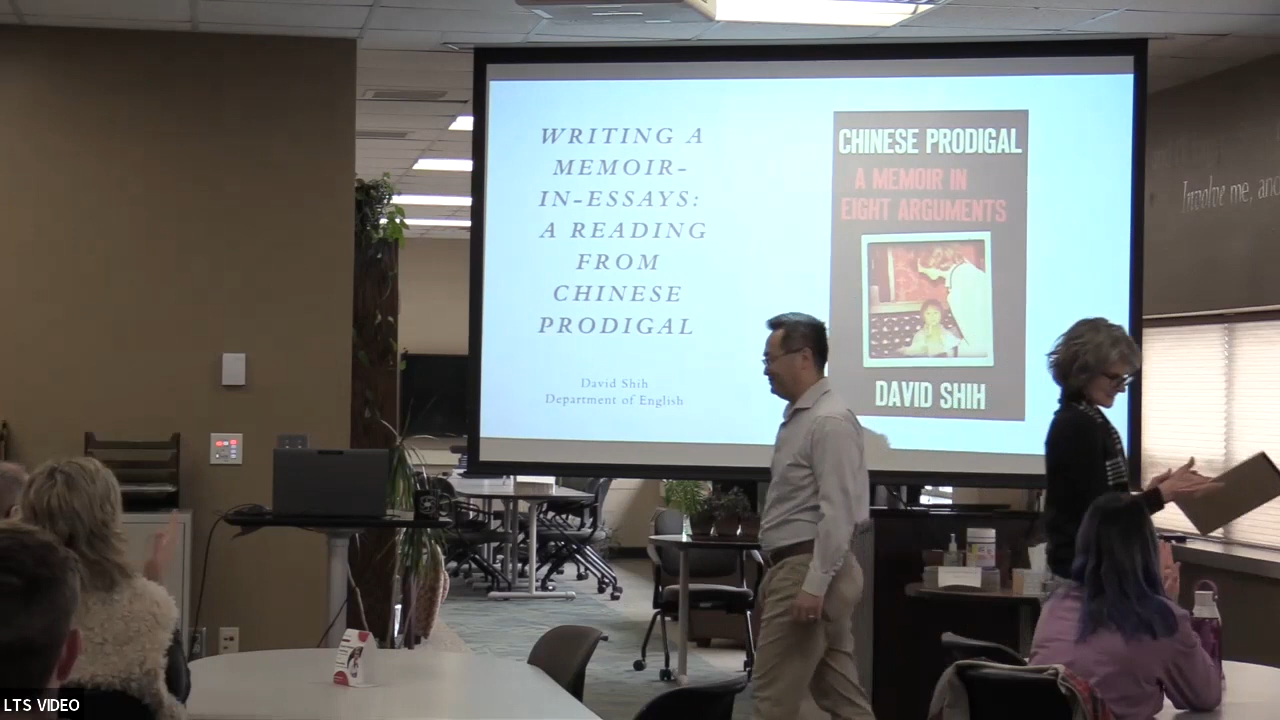 WRITING A
MEMOIR-
IN-ESSAYS:
A READING
FROM
CHINESE
PRODIGAL
David Shih
Department of English
CHINESE PRODIGAL
A MEMOIR IN
EIGHT ARGUMENTS
DAVID SHIH
Involve me, and
LTS VIDEO